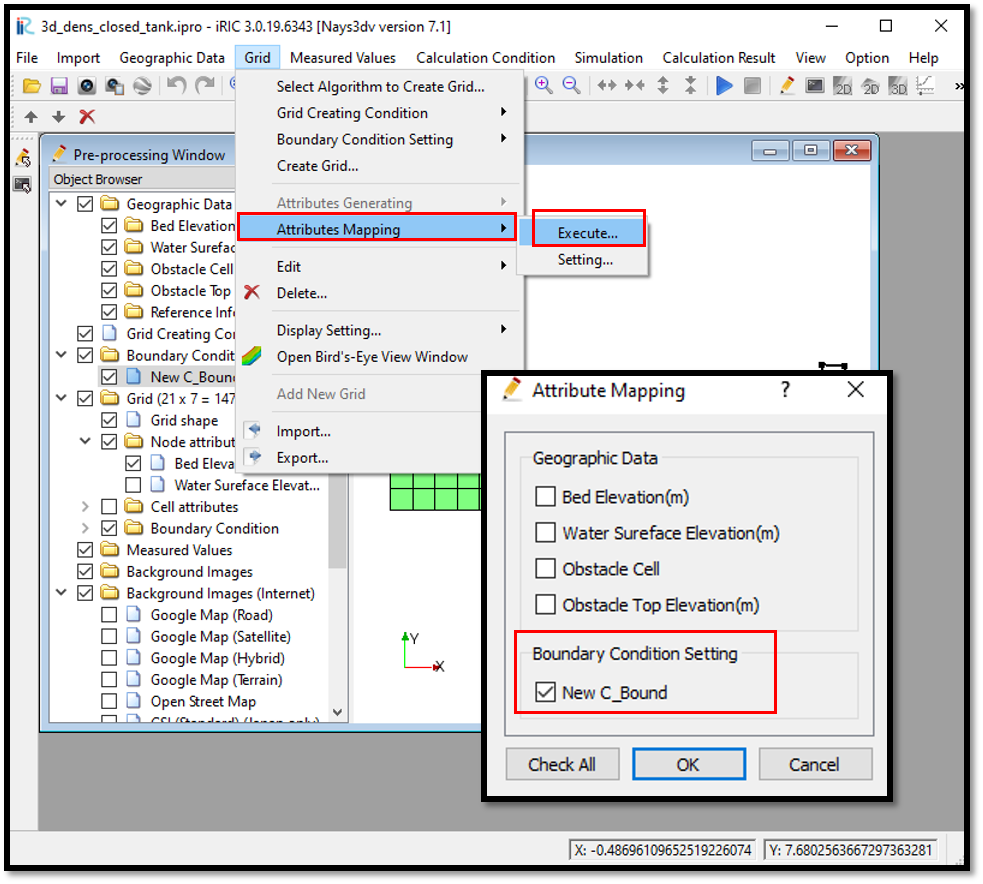 3d_dens_closed_tank.ipro - iRIC 3.0.19.6343 [Nays3dv version 7.1]
File Import Geographic Data Grid Measured Values Calculation Condition Simulation Calculation Result View Option Help
Select Algorithm to Create Grid...
Grid Creating Condition
Boundary Condition Setting
Create Grid...
Attributes Generating
Attributes Mapping
Edit
Delete...
Display Setting...
Open Bird's-Eye View Window
Add New Grid
Import...
Export...
Execute...
Setting...
2D 2D 3D
»
Pre-processing Window
Object Browser
Geographic Data
Bed Elevation
Water Sureface
Obstacle Cell
Obstacle Top
Reference Info
Grid Creating Con
Boundary Condit
New C_Boun
Grid (21 x 7 = 147
Grid shape
Node attribut
Bed Eleva
Water Sureface Elevat...
Cell attributes
Boundary Condition
Measured Values
Background Images
Background Images (Internet)
Google Map (Road)
Google Map (Satellite)
Google Map (Hybrid)
Google Map (Terrain)
Open Street Map
GSI (Standard) (Japan only)
Y
X
Attribute Mapping
?
Geographic Data
Bed Elevation(m)
Water Sureface Elevation(m)
Obstacle Cell
Obstacle Top Elevation(m)
Boundary Condition Setting
New C_Bound
Check All OK Cancel
X: -0.48696109652519226074 Y: 7.6802563667297363281